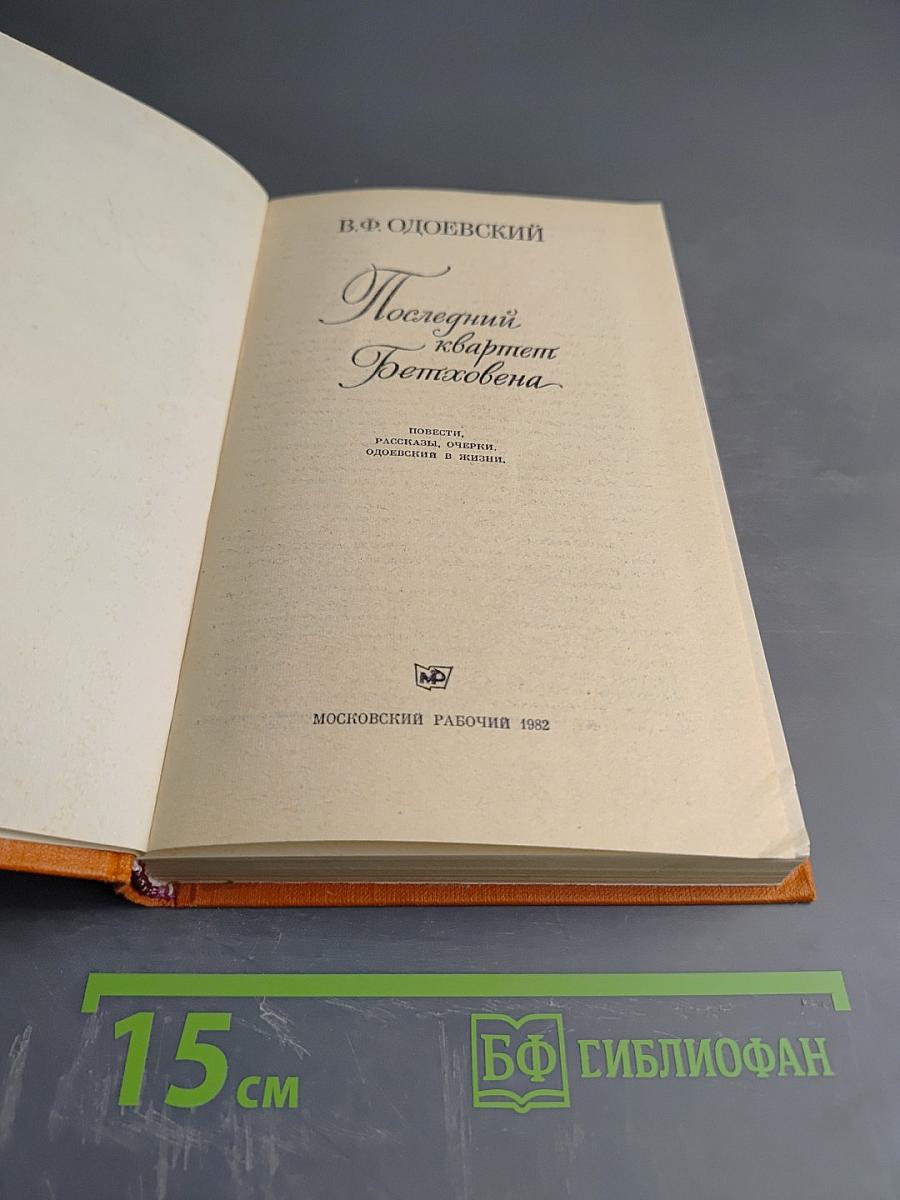 В.Ф. ОДОЕВСКИЙ
Последний
квартет
Бетховена
ПОВЕСТИ,
РАССКАЗЫ, ОЧЕРКИ.
ОДОЕВСКИЙ В ЖИЗНИ.
МР
МОСКОВСКИЙ РАБОЧИЙ 1982
15 СМ
БФ БИБЛИОФАН